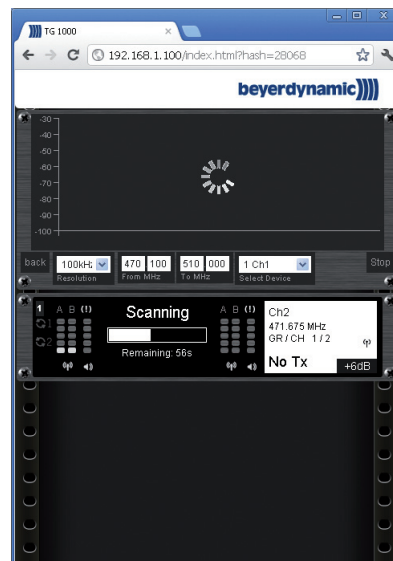 TG 1000
192.168.1.100/index.html?hash=28068
beyerdynamic
-30
-40
-50
-60
-70
-80
-90
-100
back 100kHz 470 100 510 000 1 Ch1 Stop
Resolution From MHz To MHz Select Device
1 A B (!) Scanning A B (!) Ch2
1 471.675 MHz
2 GR / CH 1 / 2
Remaining: 56s
No Tx +6dB